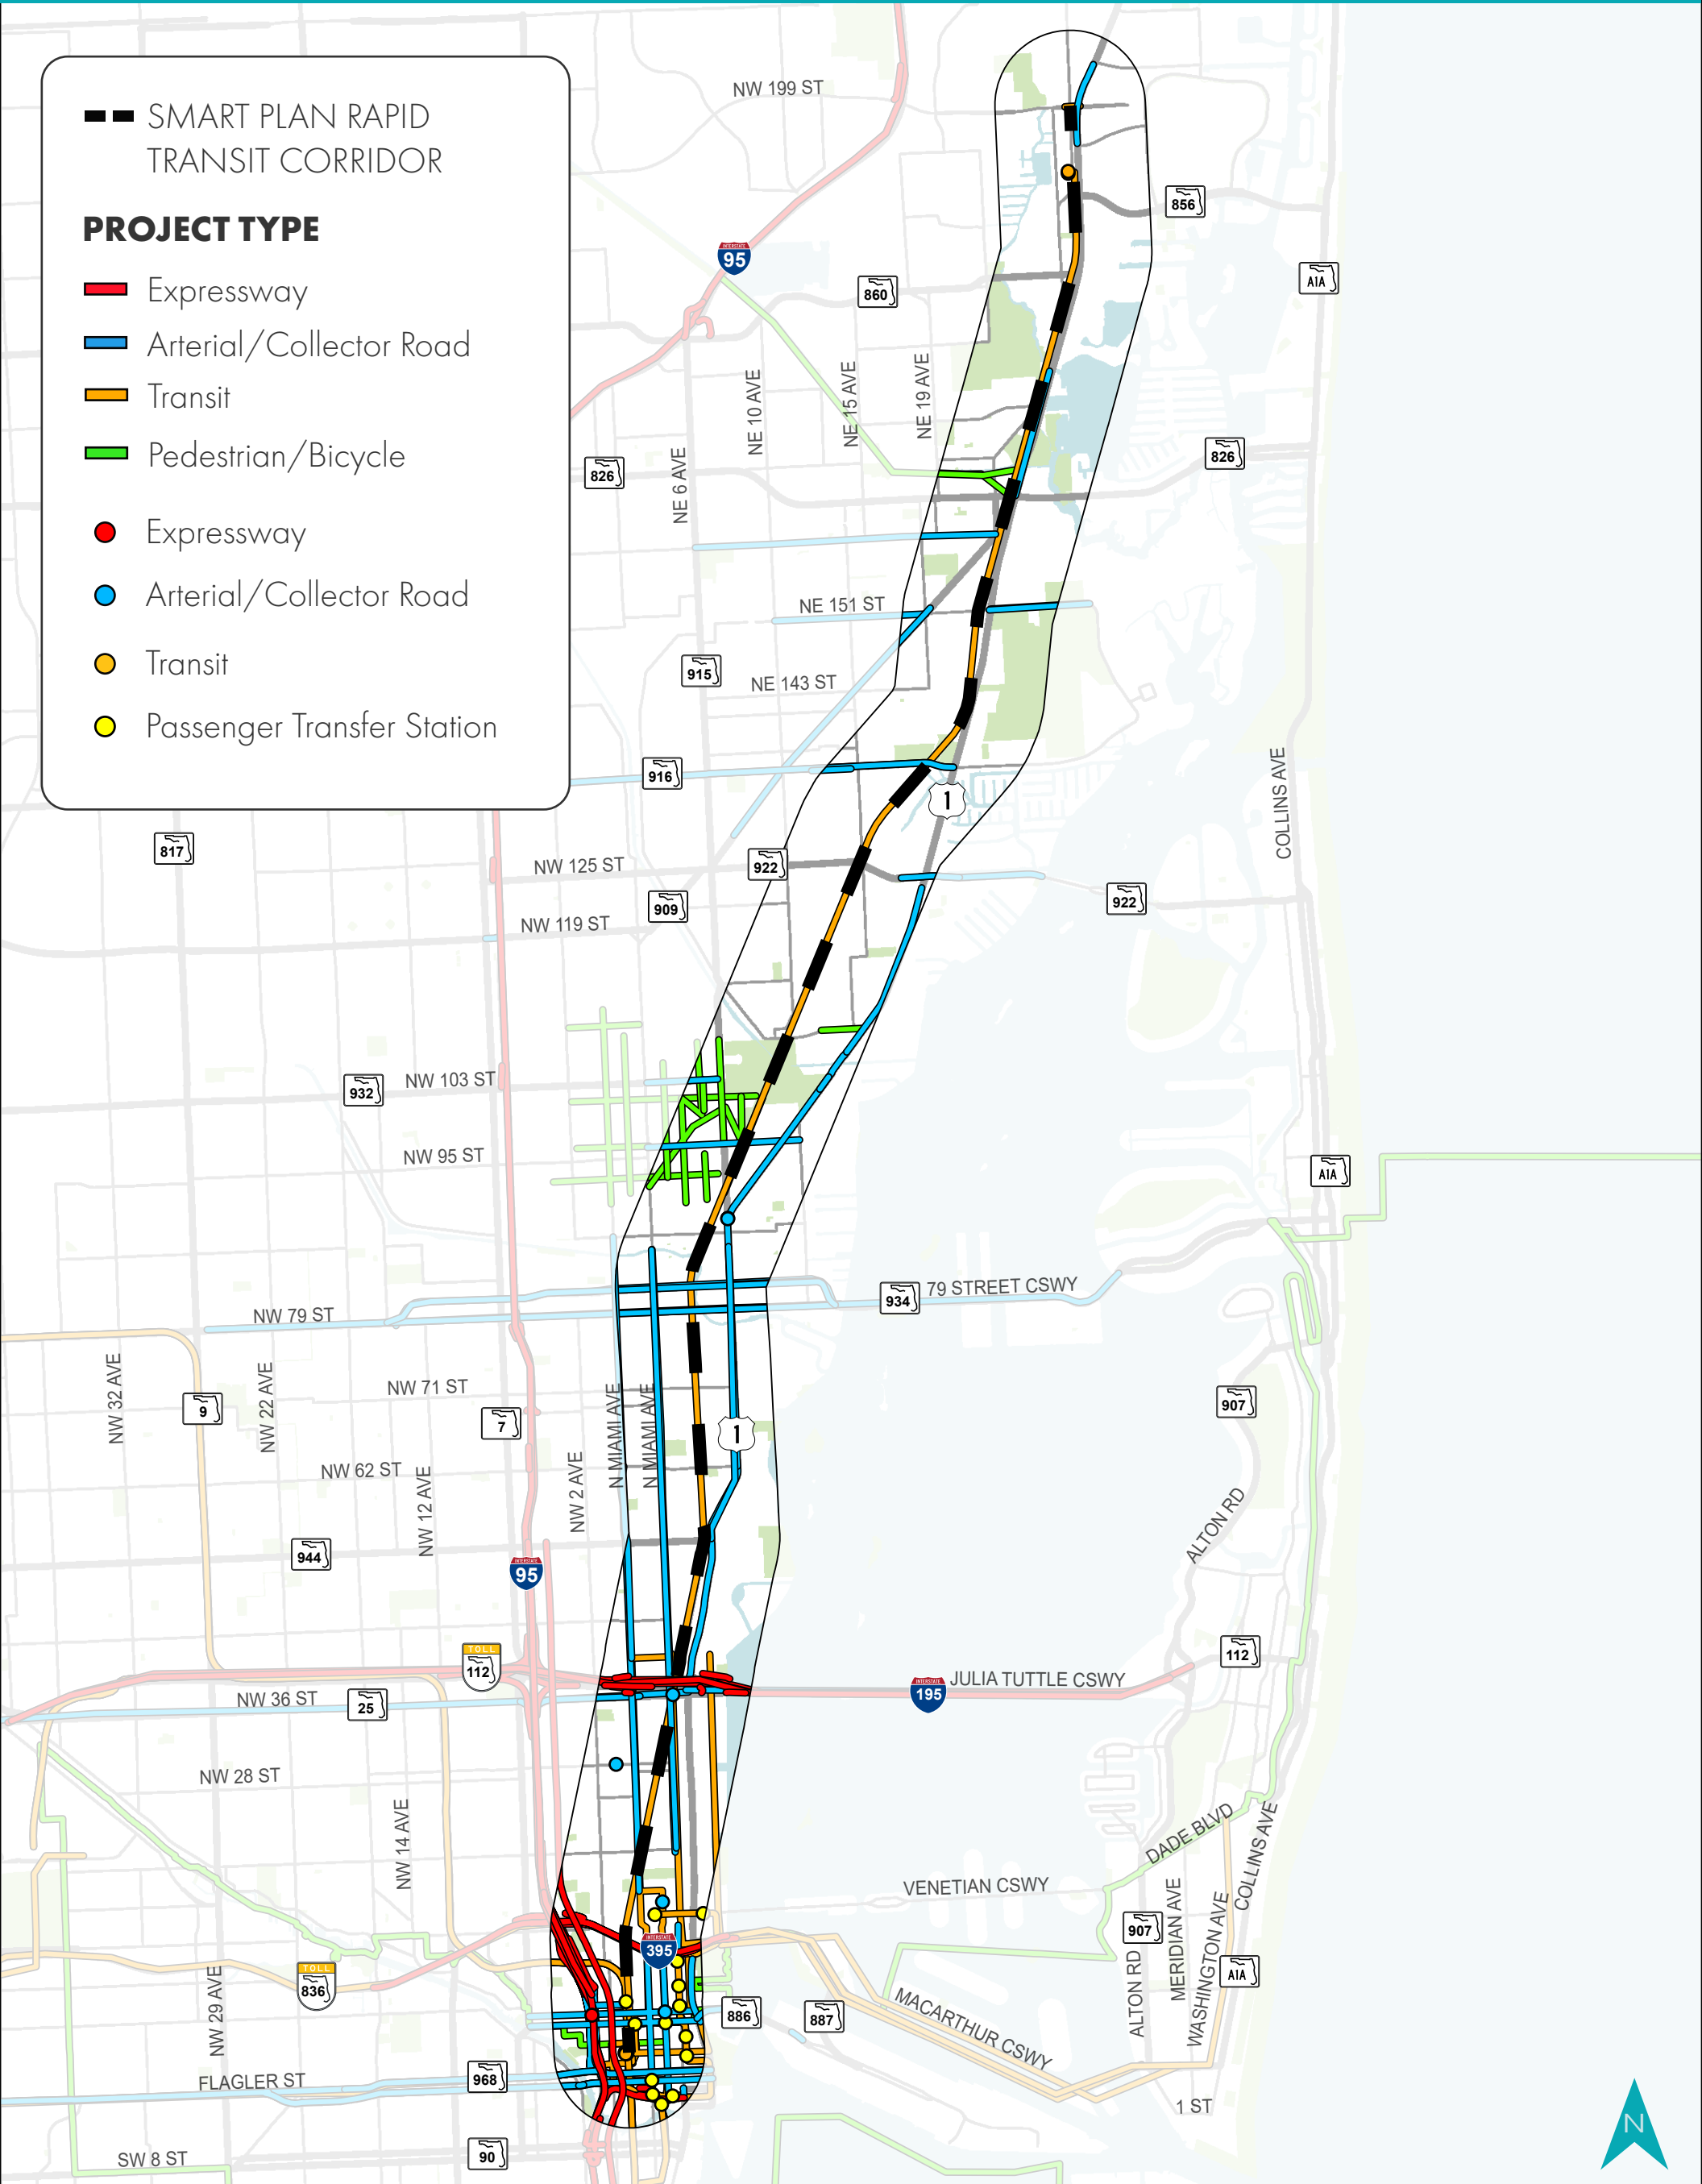 SMART PLAN RAPID
TRANSIT CORRIDOR
PROJECT TYPE
Expressway
Arterial/Collector Road
Transit
Pedestrian/Bicycle
Expressway
Arterial/Collector Road
Transit
Passenger Transfer Station
NW 199 ST
856
INTERSTATE
95
A1A
860
NE 10 AVE
NE 15 AVE
NE 19 AVE
NE 6 AVE
826
826
NE 151 ST
915
NE 143 ST
916
1
COLLINS AVE
817
NW 125 ST
922
909
922
NW 119 ST
932
NW 103 ST
NW 95 ST
A1A
NW 79 ST
934
79 STREET CSWY
NW 32 AVE
9
NW 22 AVE
NW 71 ST
7
N MIAMI AVE
N MIAMI AVE
1
907
NW 62 ST
NW 12 AVE
NW 2 AVE
ALTON RD
944
INTERSTATE
95
TOLL
112
112
JULIA TUTTLE CSWY
INTERSTATE
195
NW 36 ST
25
NW 28 ST
NW 14 AVE
DADE BLVD
COLLINS AVE
VENETIAN CSWY
MERIDIAN AVE
WASHINGTON AVE
907
INTERSTATE
395
A1A
ALTON RD
TOLL
836
NW 29 AVE
886
887
MACARTHUR CSWY
968
FLAGLER ST
1 ST
N
90
SW 8 ST